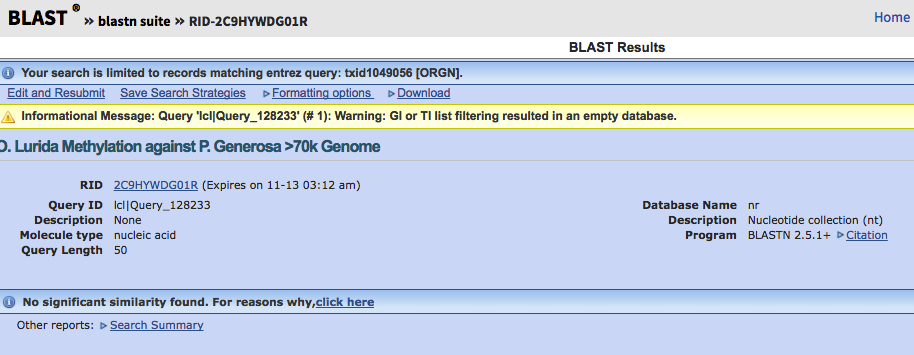 BLAST ® » blastn suite » RID-2C9HYWDG01R Home
BLAST Results
Your search is limited to records matching entrez query: txid1049056 [ORGN].
Edit and Resubmit Save Search Strategies Formatting options Download
Informational Message: Query 'lcl|Query_128233' (# 1): Warning: GI or TI list filtering resulted in an empty database.
O. Lurida Methylation against P. Generosa >70k Genome
RID 2C9HYWDG01R (Expires on 11-13 03:12 am)
Query ID lcl|Query_128233 Database Name nr
Description None Description Nucleotide collection (nt)
Molecule type nucleic acid Program BLASTN 2.5.1+ Citation
Query Length 50
No significant similarity found. For reasons why,click here
Other reports: Search Summary